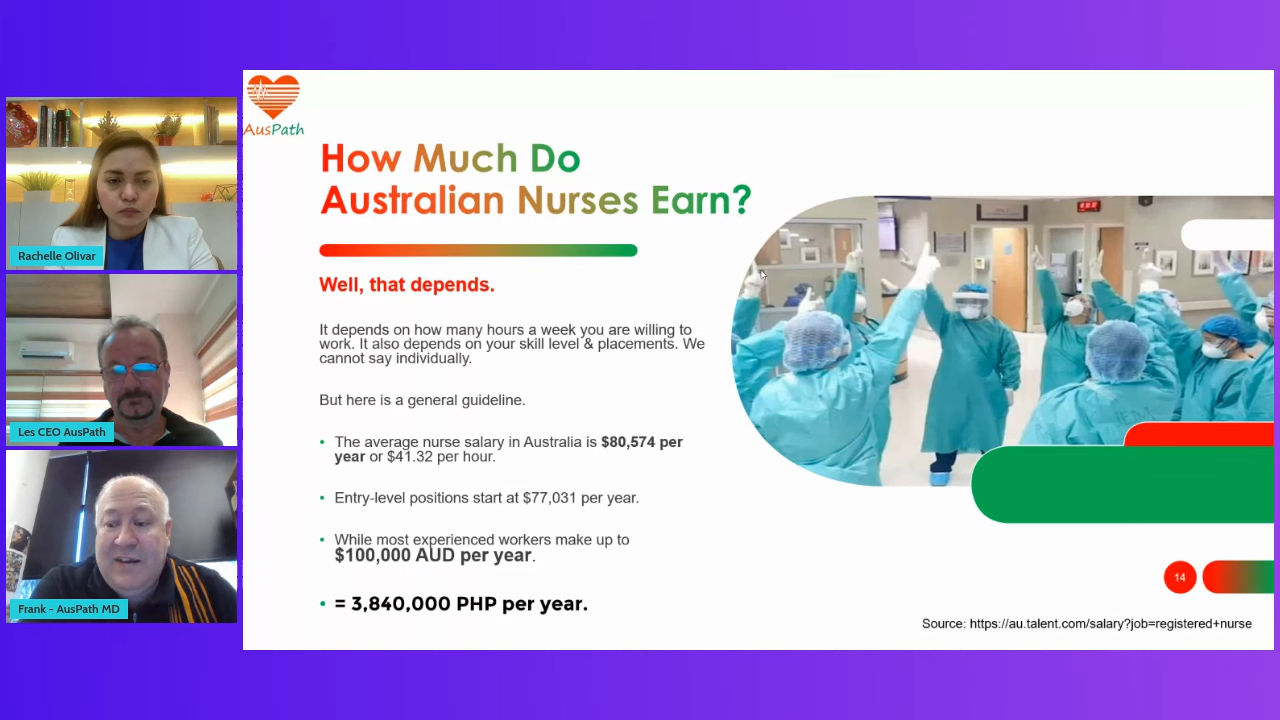 AusPath
How Much Do
Australian Nurses Earn?
Well, that depends.
It depends on how many hours a week you are willing to
work. It also depends on your skill level & placements. We
cannot say individually.
But here is a general guideline.
• The average nurse salary in Australia is $80,574 per
year or $41.32 per hour.
• Entry-level positions start at $77,031 per year.
• While most experienced workers make up to
$100,000 AUD per year.
• = 3,840,000 PHP per year.
14
Source: https://au.talent.com/salary?job=registered+nurse
Rachelle Olivar
Les CEO AusPath
Frank - AusPath MD